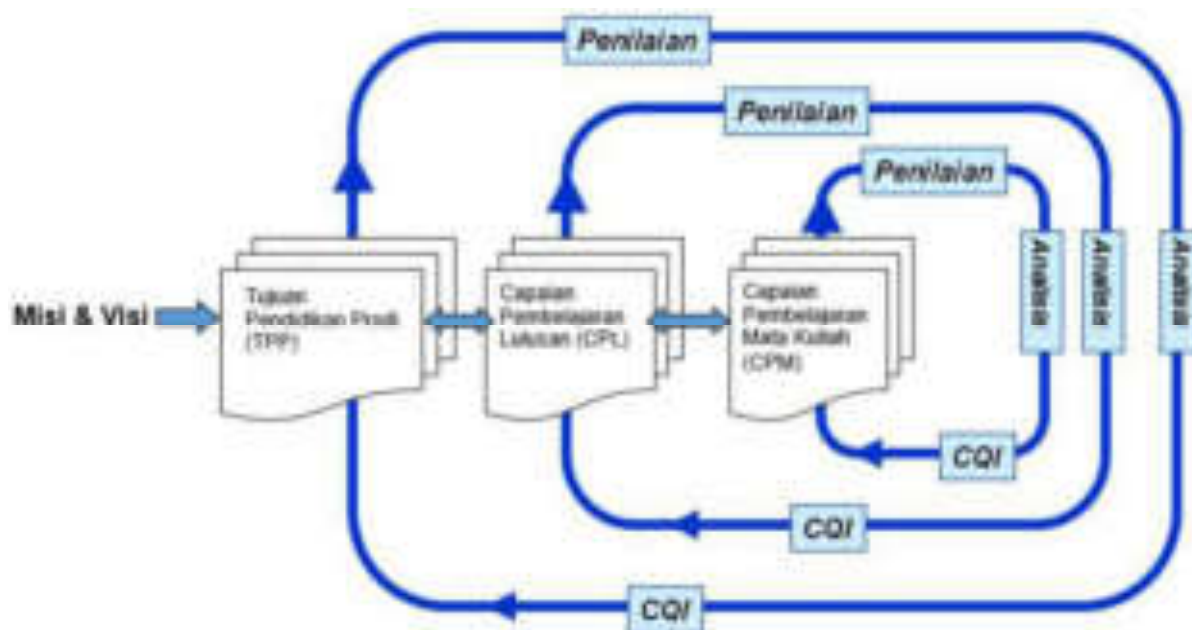 Penilaian
Penilaian
Penilaian
Misi & Visi
Tujuan
Pendidikan Prodi
(TPP)
Capaian
Pembelajaran
Lulusan (CPL)
Capaian
Pembelajaran
Mata Kuliah
(CPM)
Analisis
Analisis
Analisis
CQI
CQI
CQI